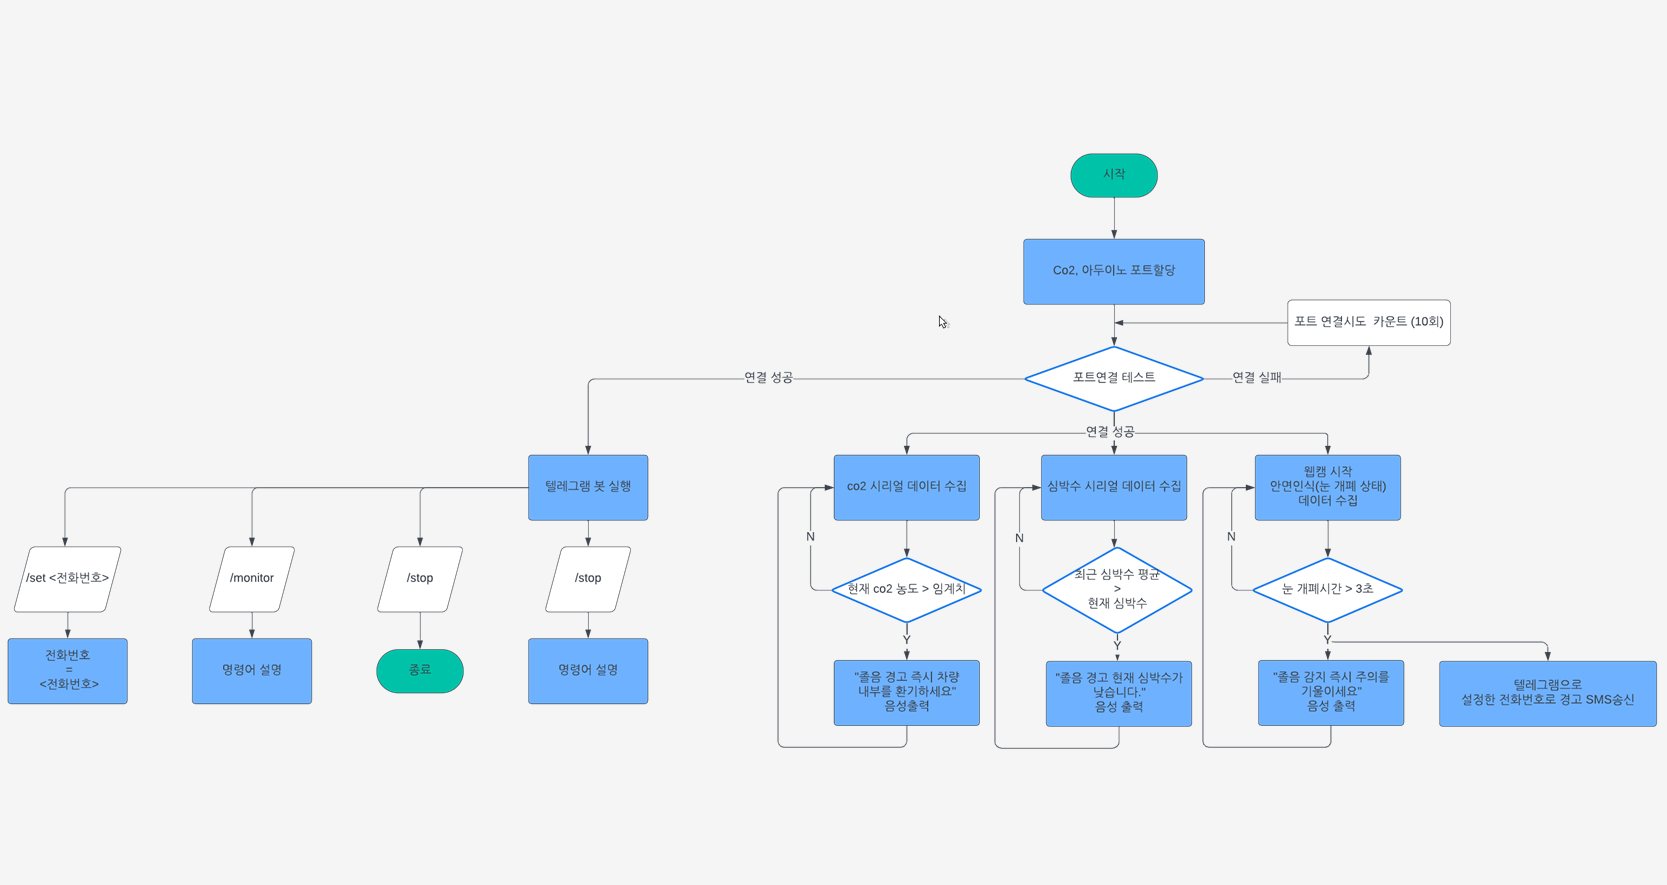 시작
Co2, 아두이노 포트할당
포트 연결시도 카운트 (10회)
연결 성공
포트연결 테스트
연결 실패
연결 성공
텔레그램 봇 실행
co2 시리얼 데이터 수집
심박수 시리얼 데이터 수집
웹캠 시작
안면인식(눈 개폐 상태)
데이터 수집
N
N
N
/set <전화번호>
/monitor
/stop
/stop
현재 co2 농도 > 임계치
최근 심박수 평균
>
현재 심박수
눈 개폐시간 > 3초
Y
Y
Y
전화번호
=
<전화번호>
명령어 설명
종료
명령어 설명
"졸음 경고 즉시 차량
내부를 환기하세요"
음성출력
"졸음 경고 현재 심박수가
낮습니다."
음성 출력
"졸음 감지 즉시 주의를
기울이세요"
음성 출력
텔레그램으로
설정한 전화번호로 경고 SMS송신